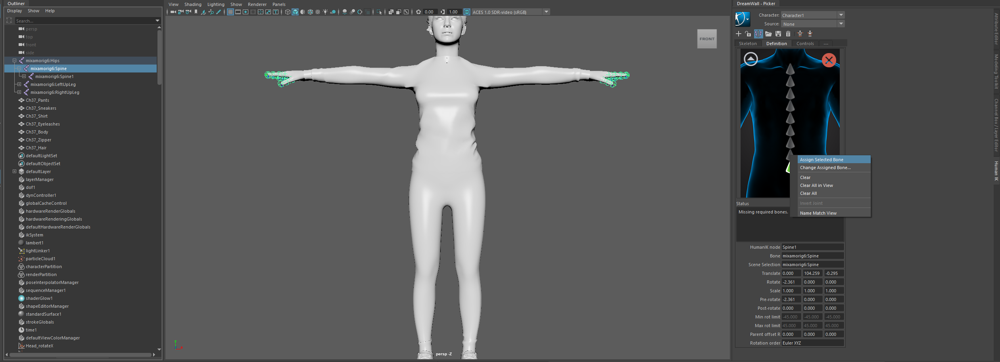 Outliner
Display Show Help
Search...
persp
top
front
side
mixamorig6:Hips
mixamorig6:Spine
mixamorig6:Spine1
mixamorig6:LeftUpLeg
mixamorig6:RightUpLeg
Ch37_Pants
Ch37_Sneakers
Ch37_Shirt
Ch37_Eyeleashes
Ch37_Body
Ch37_Zipper
Ch37_Hair
defaultLightSet
defaultObjectSet
defaultLayer
layerManager
dof1
dynController1
globalCacheControl
hardwareRenderGlobals
hardwareRenderingGlobals
defaultHardwareRenderGlobals
ikSystem
lambert1
lightLinker1
particleCloud1
characterPartition
renderPartition
poseInterpolatorManager
sequenceManager1
shaderGlow1
shapeEditorManager
standardSurface1
strokeGlobals
time1
defaultViewColorManager
Head_rotateX
View Shading Lighting Show Renderer Panels
0.00 1.00 ON ACES 1.0 SDR-video (sRGB)
FRONT
y
x
persp -Z
DreamWall - Picker
Character: Character1
Source: None
Skeleton Definition Controls ---
Assign Selected Bone
Change Assigned Bone...
Clear
Clear All in View
Clear All
Invert Joint
Name Match View
Status
Missing required bones.
HumanIK node Spine1
Bone mixamorig6:Spine
Scene Selection mixamorig6:Spine
Translate 0.000 104.259 -0.295
Rotate -2.361 0.000 0.000
Scale 1.000 1.000 1.000
Pre-rotate -2.361 0.000 0.000
Post-rotate 0.000 0.000 0.000
Min rot limit -45.000 -45.000 -45.000
Max rot limit 45.000 45.000 45.000
Parent offset R 0.000 0.000 0.000
Rotation order Euler XYZ
Attribute Editor
Modeling Toolkit
Channel Box / Layer Editor
Human IK